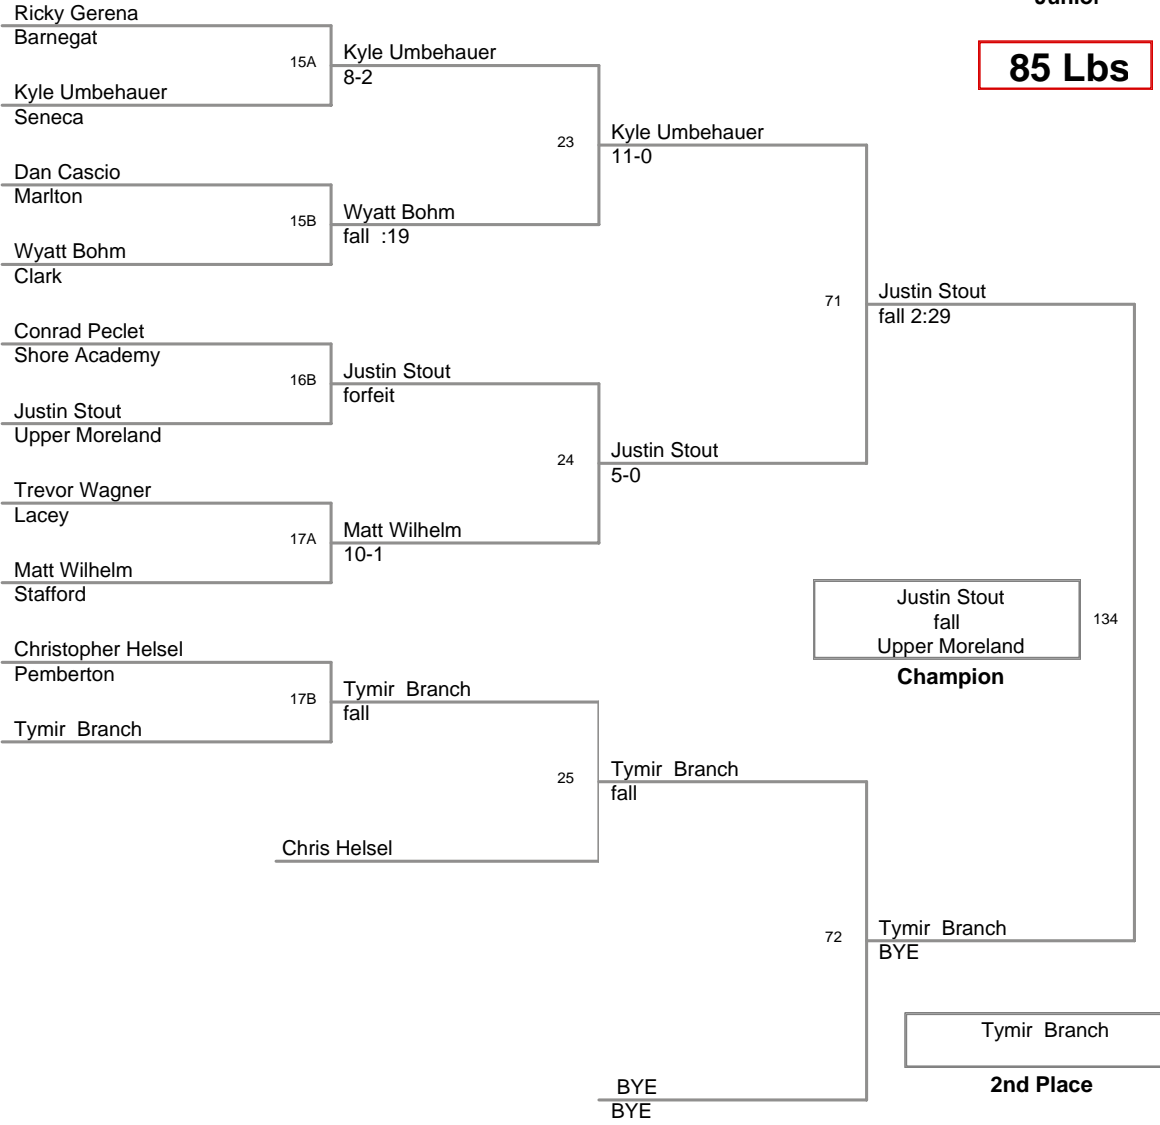 Junior
85 Lbs
Ricky Gerena
Barnegat
15A
Kyle Umbehauer
8-2
Kyle Umbehauer
Seneca
23
Kyle Umbehauer
11-0
Dan Cascio
Marlton
15B
Wyatt Bohm
fall :19
Wyatt Bohm
Clark
71
Justin Stout
fall 2:29
Conrad Peclet
Shore Academy
16B
Justin Stout
forfeit
Justin Stout
Upper Moreland
24
Justin Stout
5-0
Trevor Wagner
Lacey
17A
Matt Wilhelm
10-1
Matt Wilhelm
Stafford
Justin Stout
fall
Upper Moreland
134
Champion
Christopher Helsel
Pemberton
17B
Tymir Branch
fall
Tymir Branch
25
Tymir Branch
fall
Chris Helsel
72
Tymir Branch
BYE
Tymir Branch
2nd Place
BYE
BYE